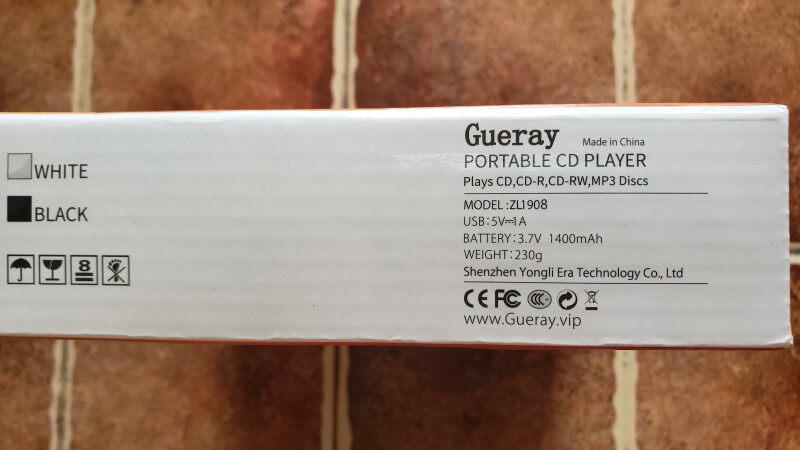 WHITE
BLACK
8
Gueray Made in China
PORTABLE CD PLAYER
Plays CD,CD-R,CD-RW,MP3 Discs
MODEL :ZL1908
USB: 5V⎓1A
BATTERY: 3.7V 1400mAh
WEIGHT: 230g
Shenzhen Yongli Era Technology Co., Ltd
CE FC CCC
www.Gueray.vip